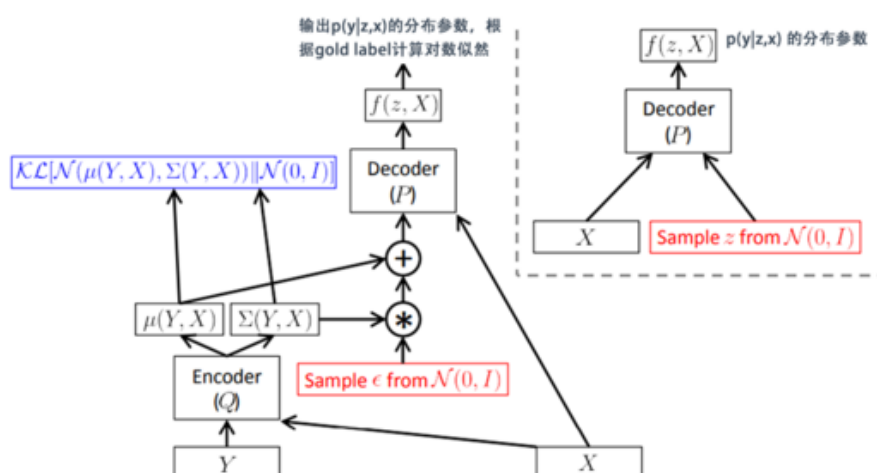 输出p(y|z,x)的分布参数，根
据gold label计算对数似然
f(z, X)
Decoder
(P)
𝒦ℒ[𝒩(μ(Y, X), Σ(Y, X))||𝒩(0, I)]
+
μ(Y, X)
Σ(Y, X)
*
Encoder
(Q)
Sample ϵ from 𝒩(0, I)
Y
X
f(z, X)
p(y|z,x) 的分布参数
Decoder
(P)
X
Sample z from 𝒩(0, I)